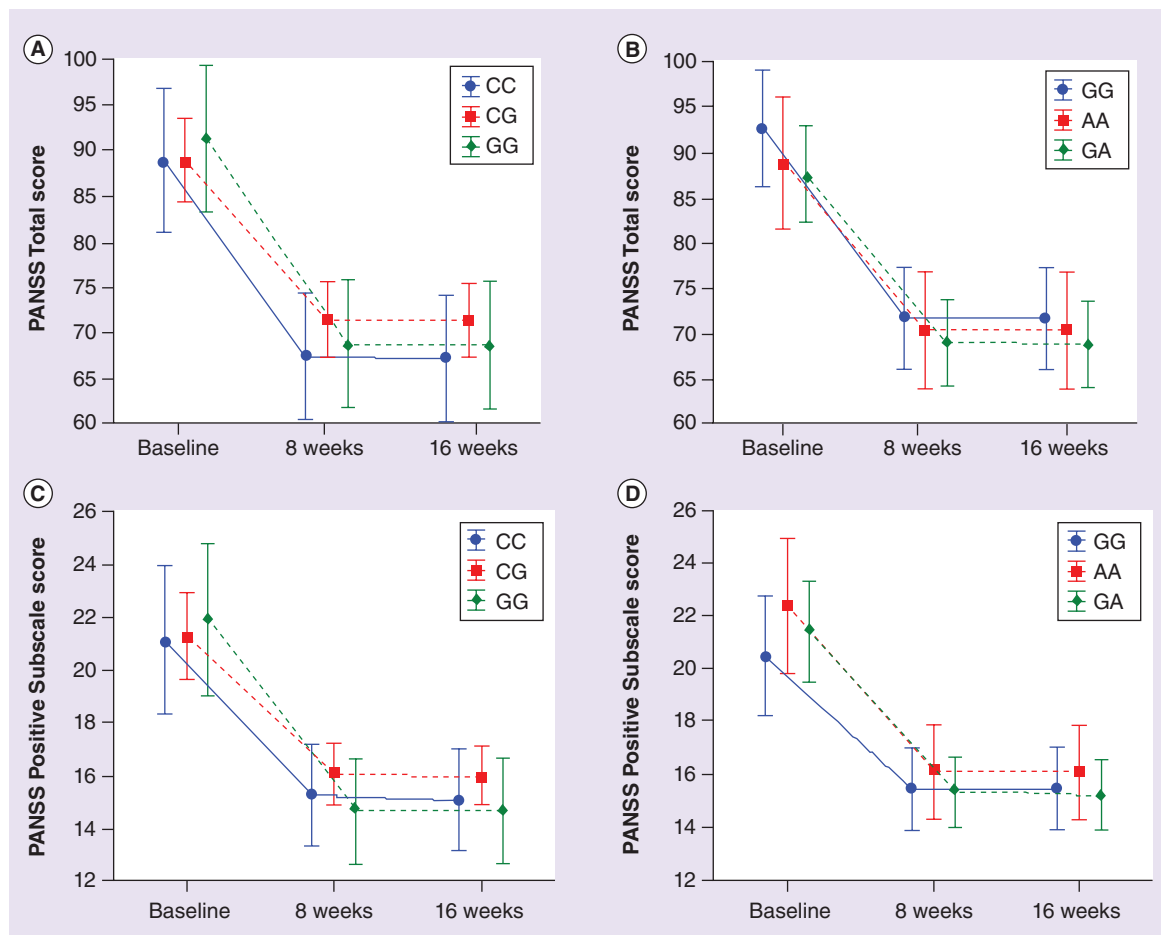 A
PANSS Total score
100
95
90
85
80
75
70
65
60
Baseline
8 weeks
16 weeks
CC
CG
GG
B
PANSS Total score
100
95
90
85
80
75
70
65
60
Baseline
8 weeks
16 weeks
GG
AA
GA
C
PANSS Positive Subscale score
26
24
22
20
18
16
14
12
Baseline
8 weeks
16 weeks
CC
CG
GG
D
PANSS Positive Subscale score
26
24
22
20
18
16
14
12
Baseline
8 weeks
16 weeks
GG
AA
GA